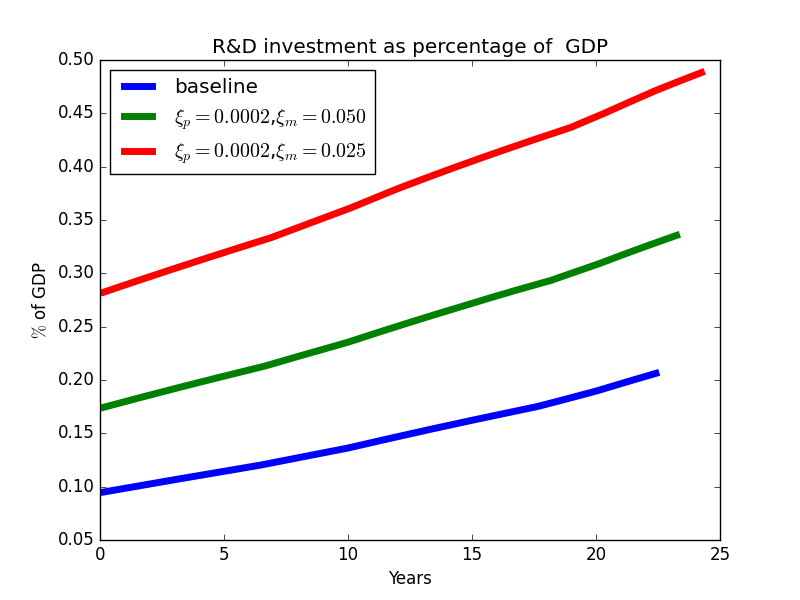 R&D investment as percentage of  GDP
baseline
ξₚ = 0.0002,ξₘ = 0.050
ξₚ = 0.0002,ξₘ = 0.025
% of GDP
0.50
0.45
0.40
0.35
0.30
0.25
0.20
0.15
0.10
0.05
0 5 10 15 20 25
Years